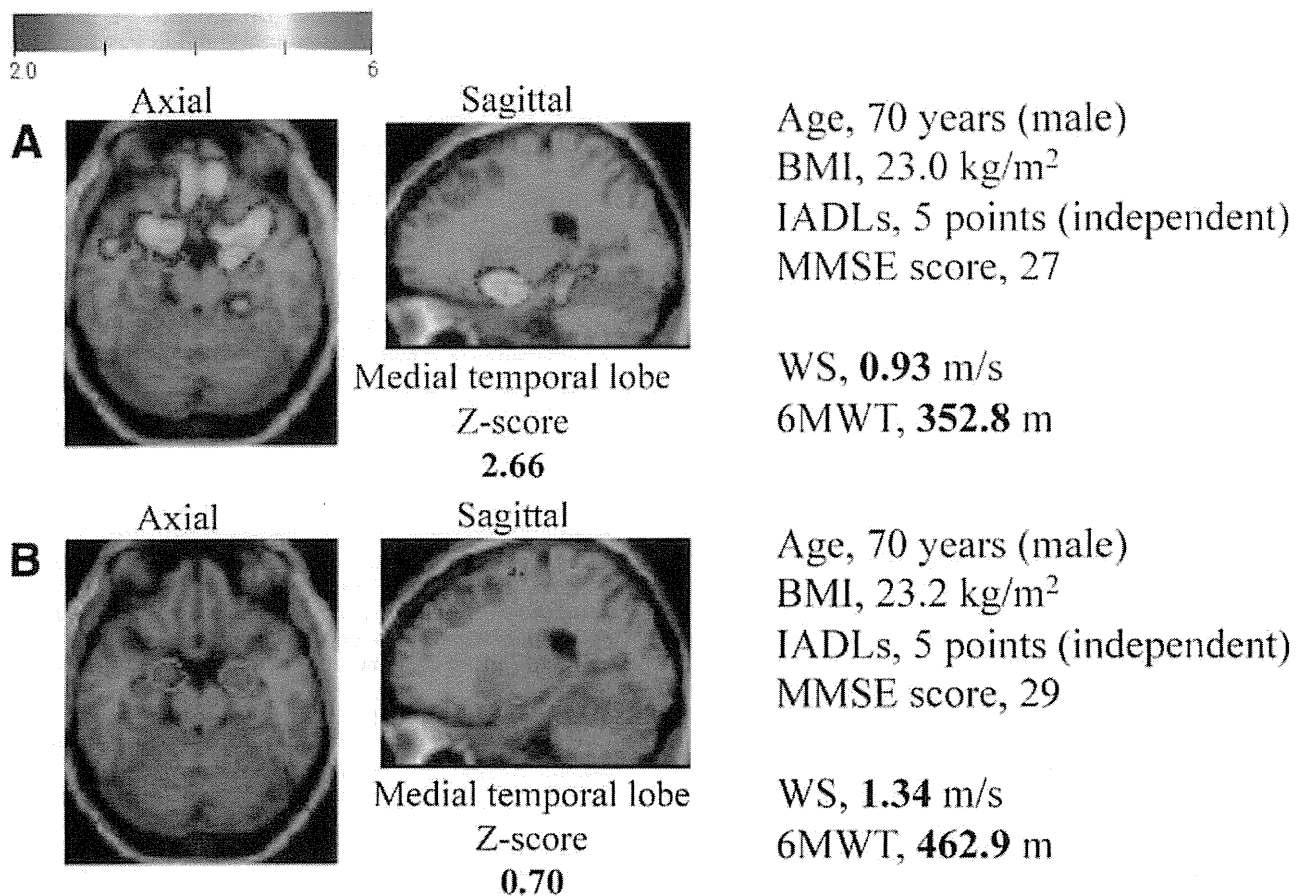 2.0 6
Axial Sagittal
A
Medial temporal lobe
Z-score
2.66
Age, 70 years (male)
BMI, 23.0 kg/m²
IADLs, 5 points (independent)
MMSE score, 27
WS, 0.93 m/s
6MWT, 352.8 m
Axial Sagittal
B
Medial temporal lobe
Z-score
0.70
Age, 70 years (male)
BMI, 23.2 kg/m²
IADLs, 5 points (independent)
MMSE score, 29
WS, 1.34 m/s
6MWT, 462.9 m